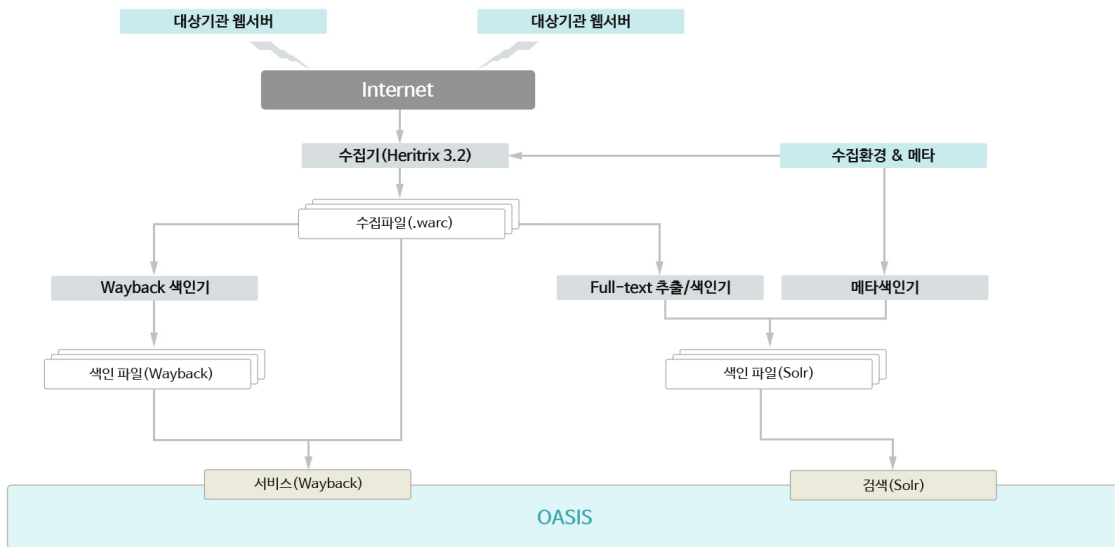 대상기관 웹서버
대상기관 웹서버
Internet
수집기(Heritrix 3.2)
수집환경 & 메타
수집파일(.warc)
Wayback 색인기
Full-text 추출/색인기
메타색인기
색인 파일(Wayback)
색인 파일(Solr)
서비스(Wayback)
검색(Solr)
OASIS